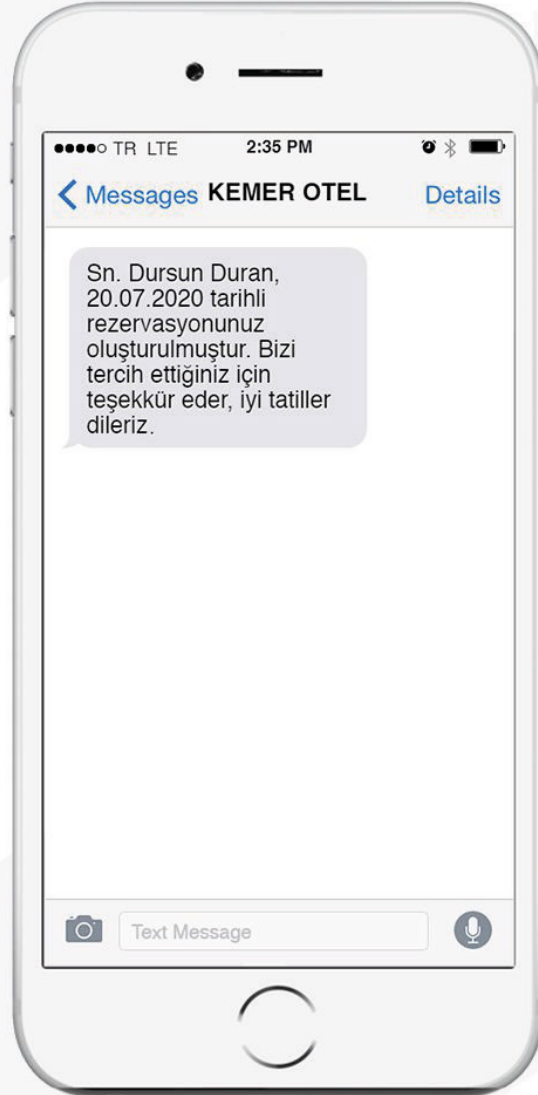 TR LTE 2:35 PM
Messages KEMER OTEL Details
Sn. Dursun Duran,
20.07.2020 tarihli
rezervasyonunuz
oluşturulmuştur. Bizi
tercih ettiğiniz için
teşekkür eder, iyi tatiller
dileriz.
Text Message